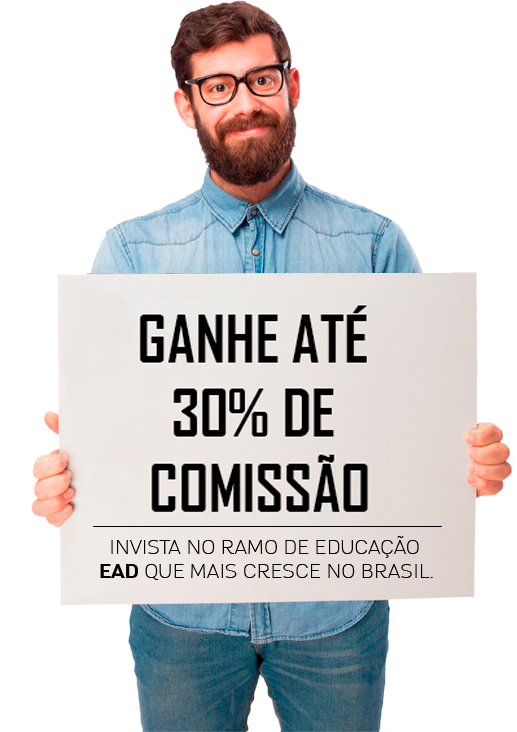 GANHE ATÉ
30% DE
COMISSÃO
INVISTA NO RAMO DE EDUCAÇÃO
EAD QUE MAIS CRESCE NO BRASIL.